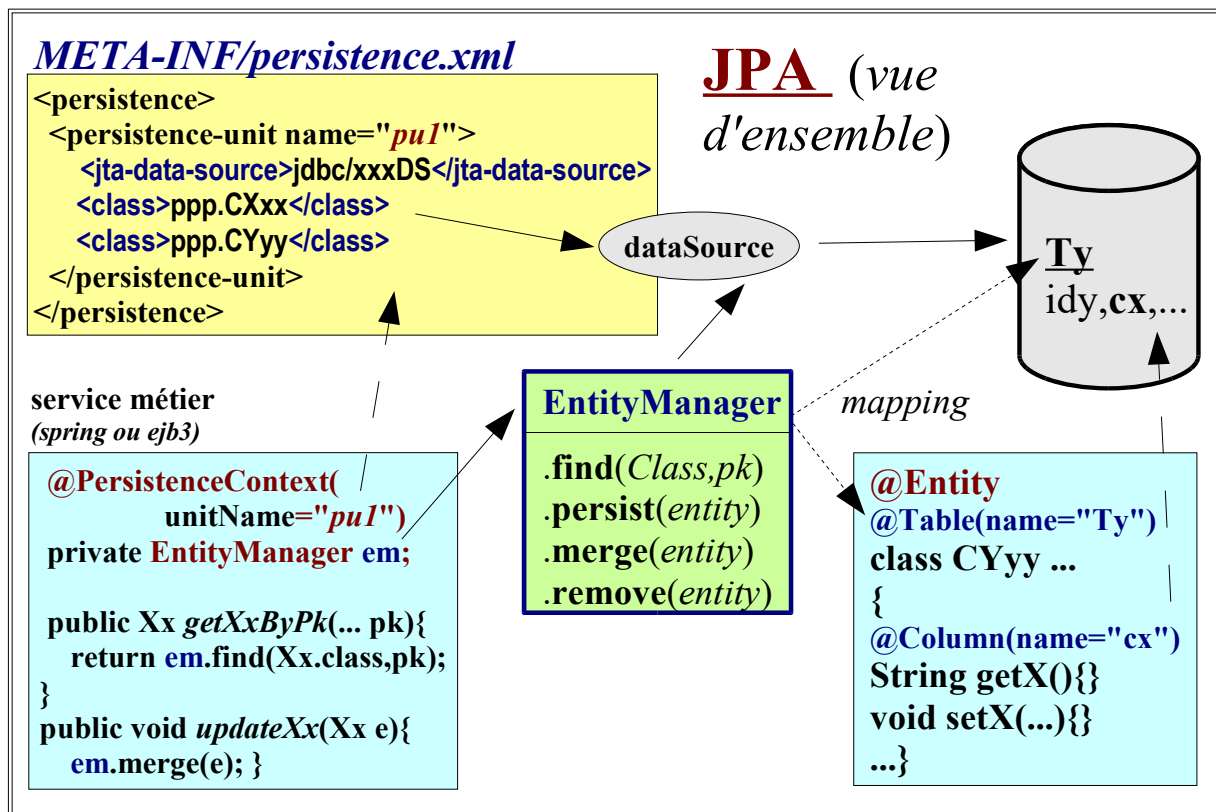 META-INF/persistence.xml
<persistence>
<persistence-unit name="pu1">
<jta-data-source>jdbc/xxxDS</jta-data-source>
<class>ppp.CXxx</class>
<class>ppp.CYyy</class>
</persistence-unit>
</persistence>
JPA (vue
d'ensemble)
dataSource
Ty
idy,cx,...
service métier
(spring ou ejb3)
@PersistenceContext(
unitName="pu1")
private EntityManager em;
public Xx getXxByPk(... pk){
return em.find(Xx.class,pk);
}
public void updateXx(Xx e){
em.merge(e); }
EntityManager
.find(Class,pk)
.persist(entity)
.merge(entity)
.remove(entity)
mapping
@Entity
@Table(name="Ty")
class CYyy ...
{
@Column(name="cx")
String getX(){}
void setX(...){}
...}